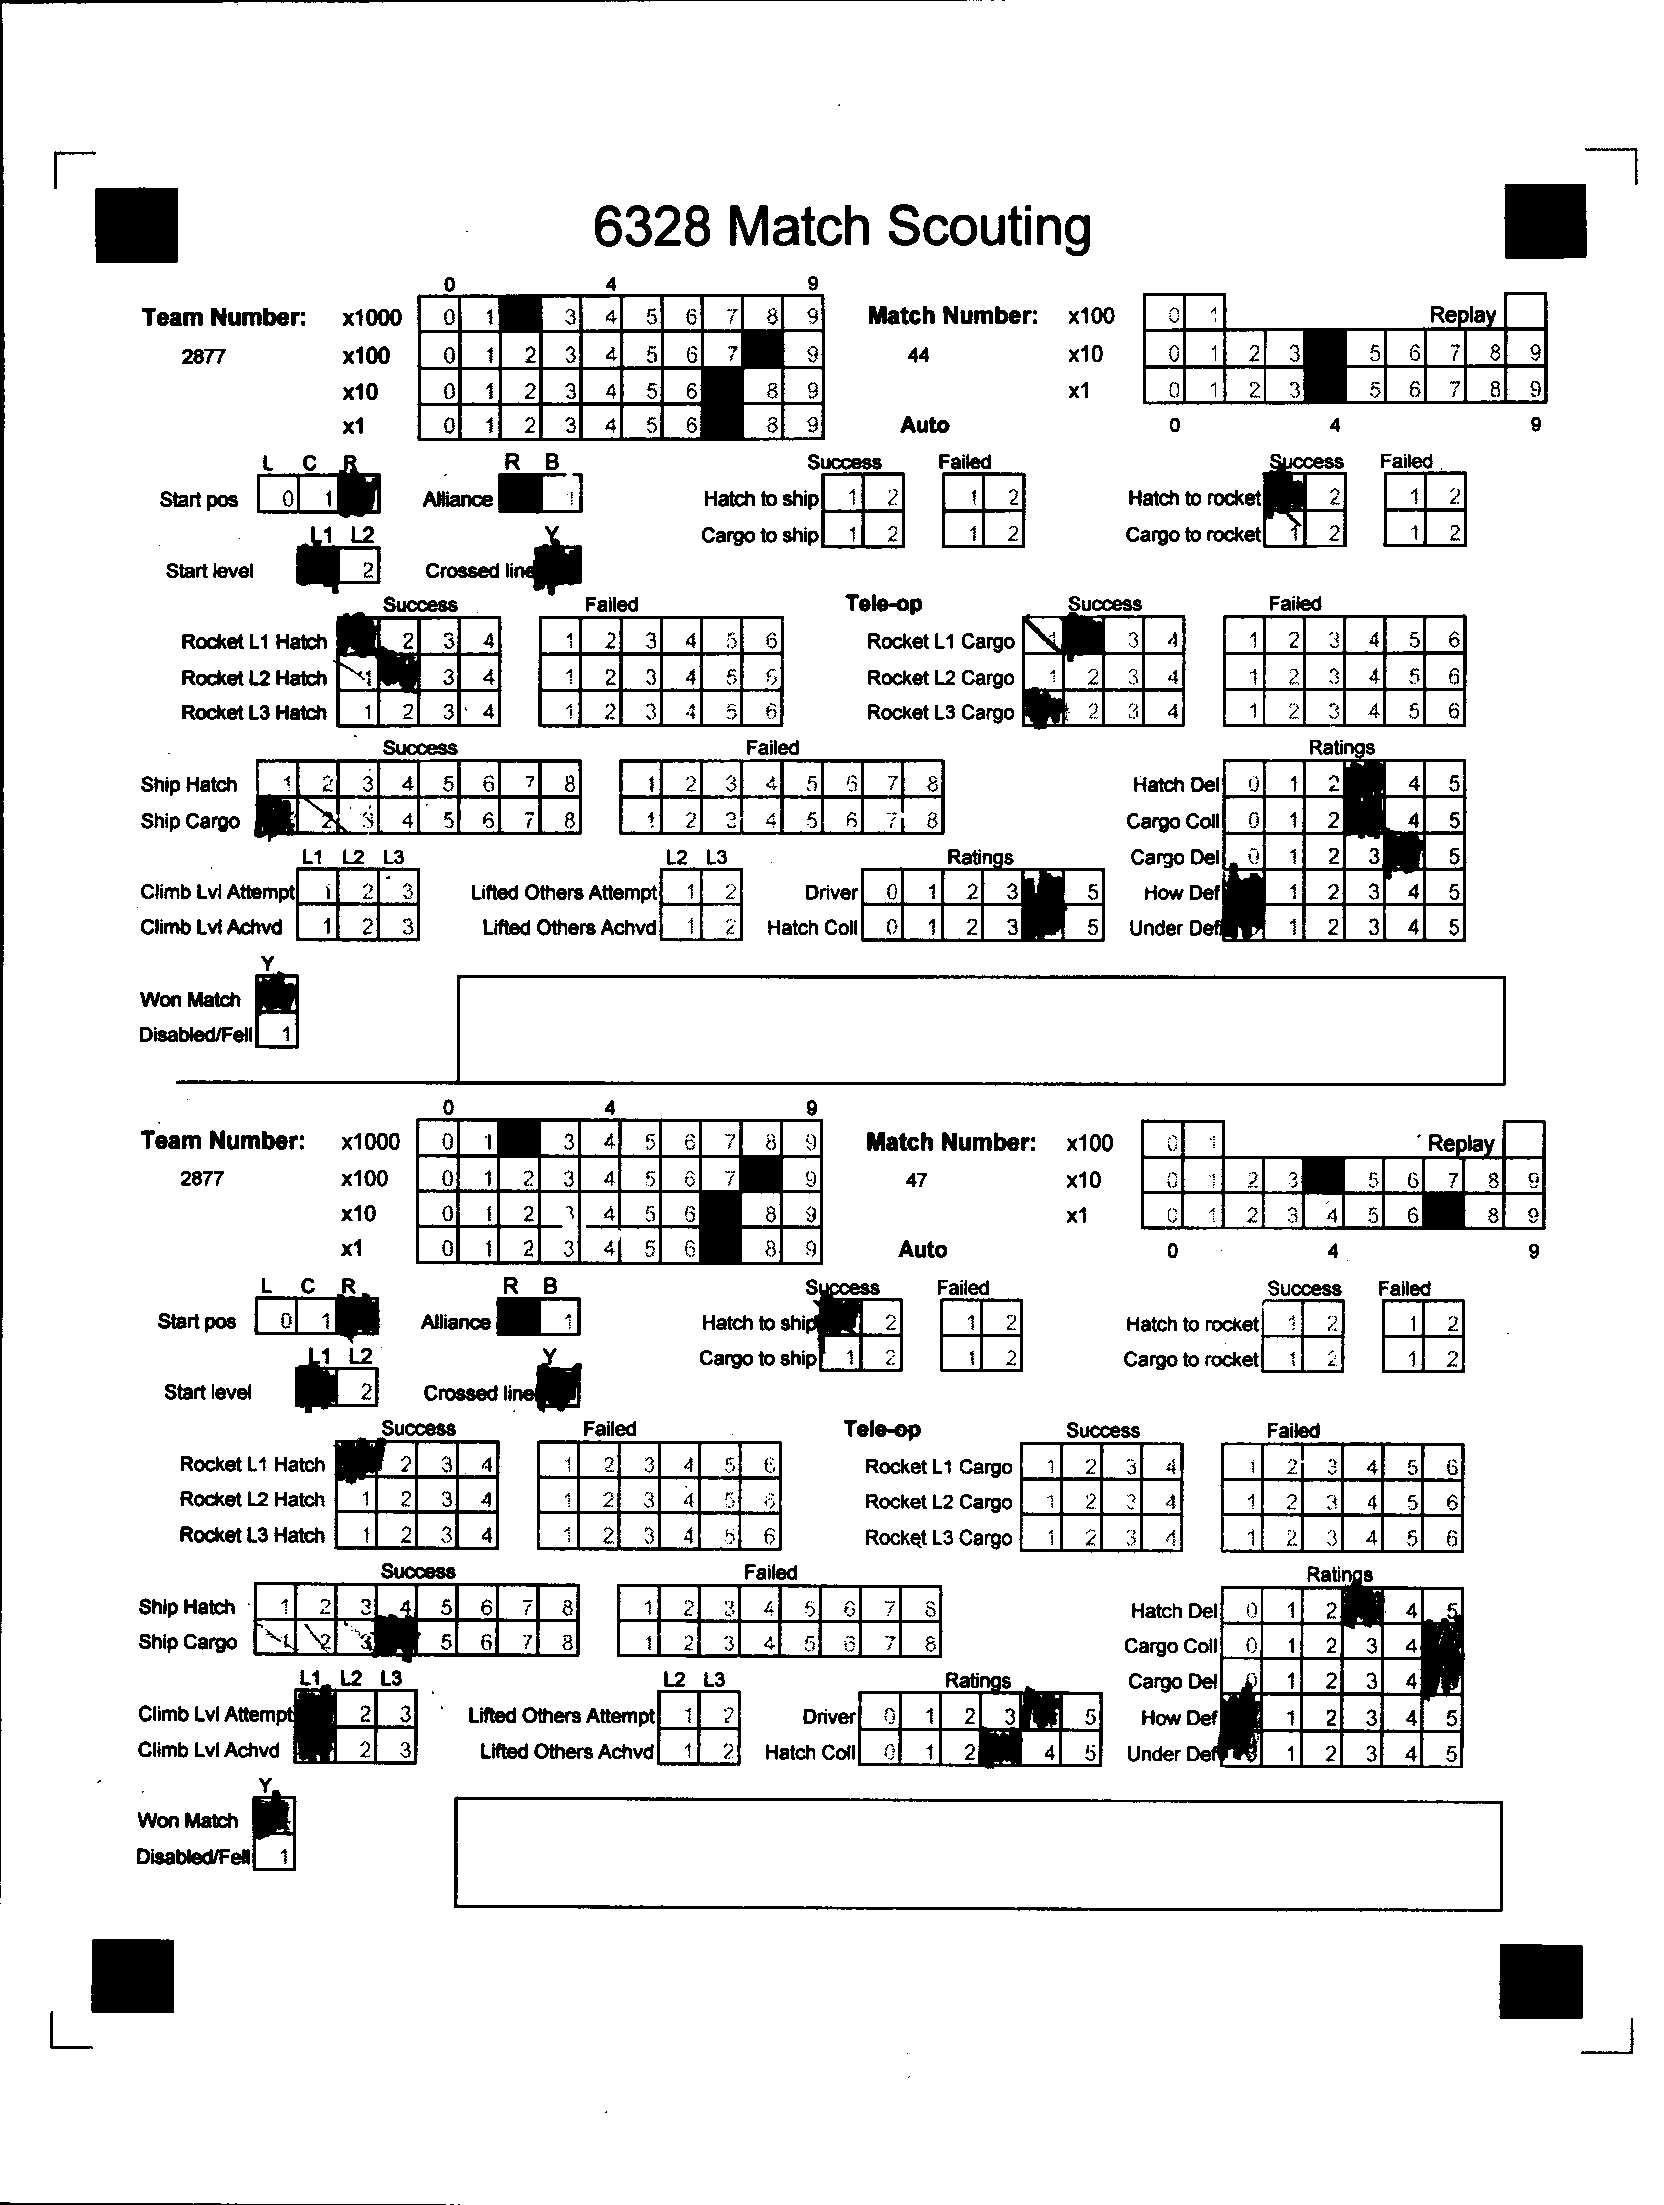 6328 Match Scouting
0 4 9
Team Number: x1000 0 1 3 4 5 6 7 8 9 Match Number: x100 0 1 Replay
2877 x100 0 1 2 3 4 5 6 7 9 44 x10 0 1 2 3 5 6 7 8 9
x10 0 1 2 3 4 5 6 8 9 x1 0 1 2 3 5 6 7 8 9
x1 0 1 2 3 4 5 6 8 9 Auto 0 4 9
L C R R B Success Failed Success Failed
Start pos 0 1 Alliance 1 Hatch to ship 1 2 1 2 Hatch to rocket 2 1 2
L1 L2 Y Cargo to ship 1 2 1 2 Cargo to rocket 1 2 1 2
Start level 2 Crossed line
Success Failed Tele-op Success Failed
Rocket L1 Hatch 2 3 4 1 2 3 4 5 6 Rocket L1 Cargo 1 3 4 1 2 3 4 5 6
Rocket L2 Hatch 1 3 4 1 2 3 4 5 6 Rocket L2 Cargo 1 2 3 4 1 2 3 4 5 6
Rocket L3 Hatch 1 2 3 4 1 2 3 4 5 6 Rocket L3 Cargo 2 3 4 1 2 3 4 5 6
Success Failed Ratings
Ship Hatch 1 2 3 4 5 6 7 8 1 2 3 4 5 6 7 8 Hatch Del 0 1 2 4 5
Ship Cargo 2 3 4 5 6 7 8 1 2 3 4 5 6 7 8 Cargo Coll 0 1 2 4 5
L1 L2 L3 L2 L3 Ratings Cargo Del 0 1 2 3 5
Climb Lvl Attempt 1 2 3 Lifted Others Attempt 1 2 Driver 0 1 2 3 5 How Def 1 2 3 4 5
Climb Lvl Achvd 1 2 3 Lifted Others Achvd 1 2 Hatch Coll 0 1 2 3 5 Under Def 1 2 3 4 5
Y
Won Match
Disabled/Fell 1
0 4 9
Team Number: x1000 0 1 3 4 5 6 7 8 9 Match Number: x100 0 1 Replay
2877 x100 0 1 2 3 4 5 6 7 9 47 x10 0 1 2 3 5 6 7 8 9
x10 0 1 2 3 4 5 6 8 9 x1 0 1 2 3 4 5 6 8 9
x1 0 1 2 3 4 5 6 8 9 Auto 0 4 9
L C R R B Success Failed Success Failed
Start pos 0 1 Alliance 1 Hatch to ship 2 1 2 Hatch to rocket 1 2 1 2
L1 L2 Y Cargo to ship 1 2 1 2 Cargo to rocket 1 2 1 2
Start level 2 Crossed line
Success Failed Tele-op Success Failed
Rocket L1 Hatch 2 3 4 1 2 3 4 5 6 Rocket L1 Cargo 1 2 3 4 1 2 3 4 5 6
Rocket L2 Hatch 1 2 3 4 1 2 3 4 5 6 Rocket L2 Cargo 1 2 3 4 1 2 3 4 5 6
Rocket L3 Hatch 1 2 3 4 1 2 3 4 5 6 Rocket L3 Cargo 1 2 3 4 1 2 3 4 5 6
Success Failed Ratings
Ship Hatch 1 2 3 4 5 6 7 8 1 2 3 4 5 6 7 8 Hatch Del 0 1 2 4 5
Ship Cargo 1 2 3 5 6 7 8 1 2 3 4 5 6 7 8 Cargo Coll 0 1 2 3 4
L1 L2 L3 L2 L3 Ratings Cargo Del 0 1 2 3 4
Climb Lvl Attempt 2 3 Lifted Others Attempt 1 2 Driver 0 1 2 3 5 How Def 1 2 3 4 5
Climb Lvl Achvd 2 3 Lifted Others Achvd 1 2 Hatch Coll 0 1 2 4 5 Under Def 1 2 3 4 5
Y
Won Match
Disabled/Fell 1